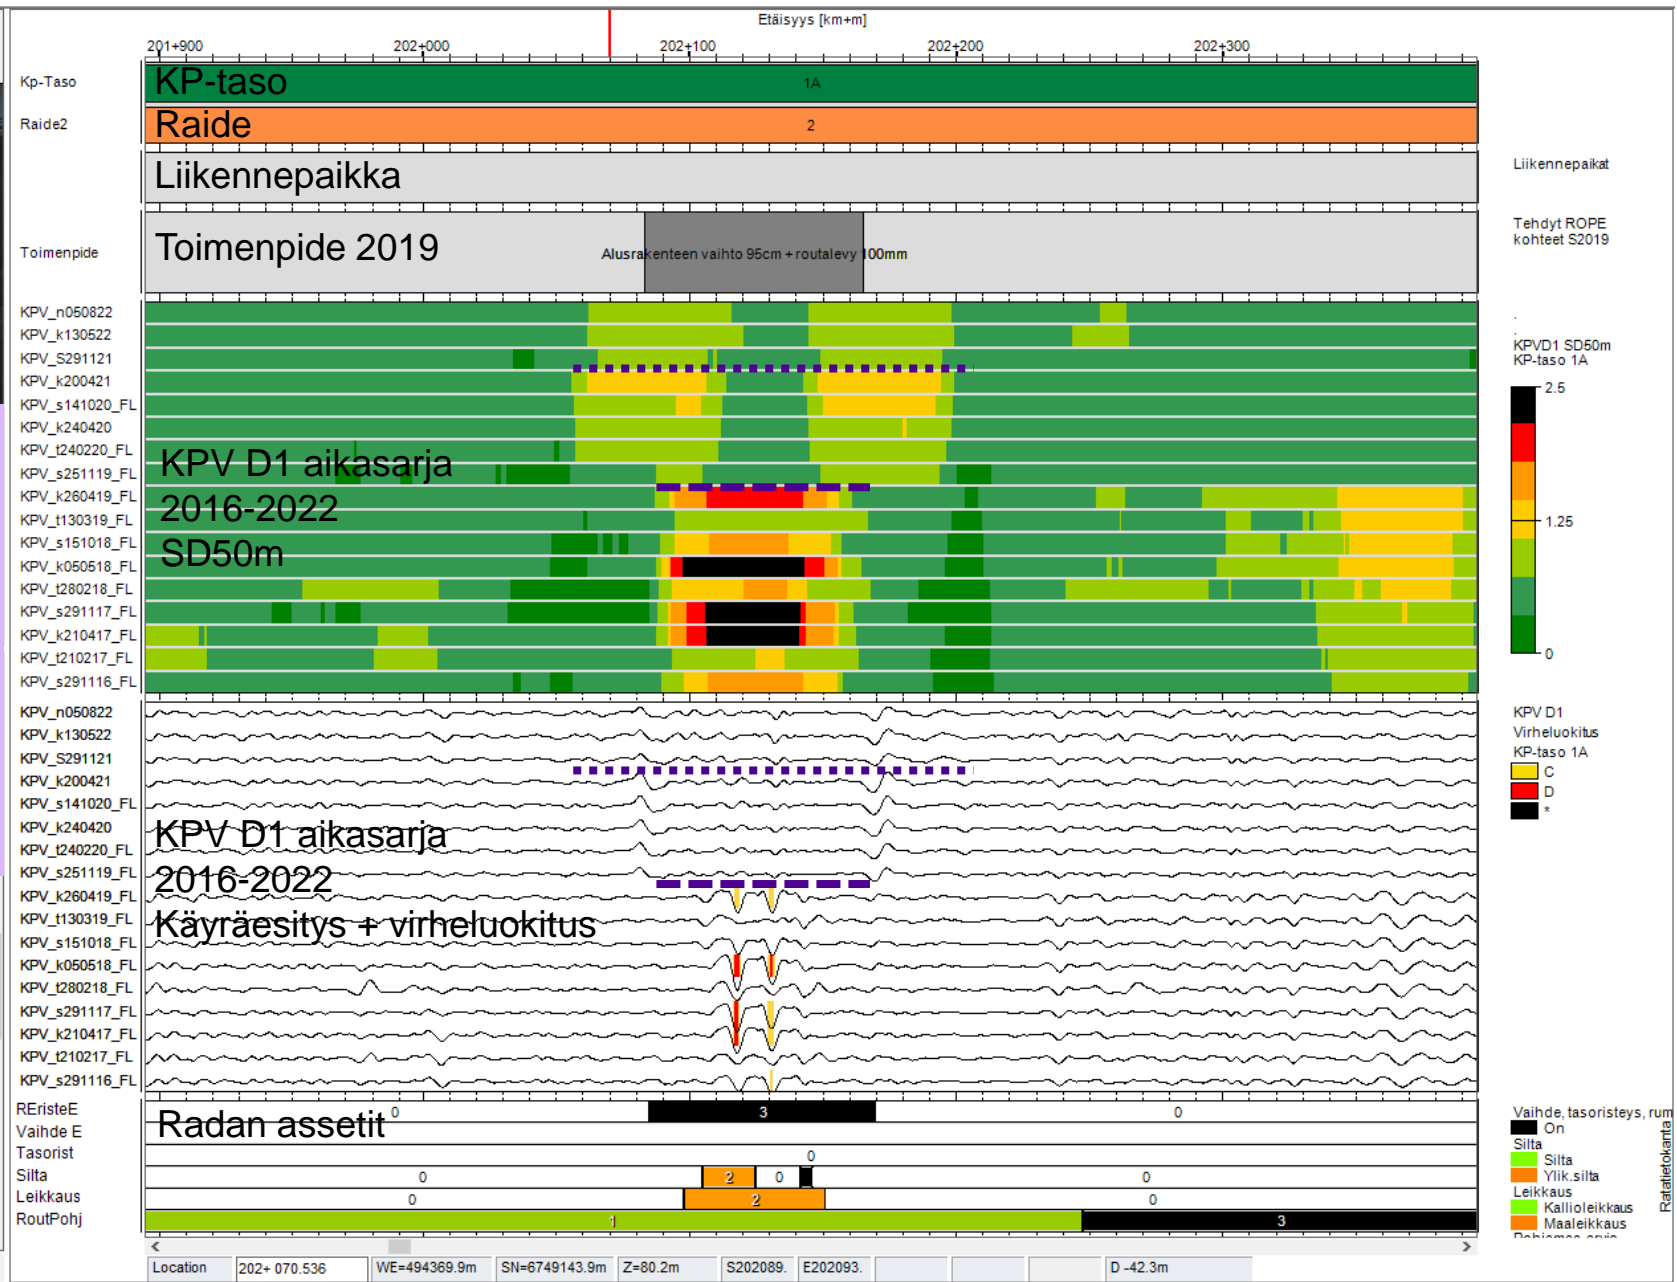 Etäisyys [km+m]
201+900 202+000 202+100 202+200 202+300
Kp-Taso KP-taso 1A
Raide2 Raide 2
Liikennepaikka Liikennepaikat
Toimenpide Toimenpide 2019 Alusrakenteen vaihto 95cm + routalevy 100mm
Tehdyt ROPE
kohteet S2019
KPV_n050822
KPV_k130522
KPV_S291121
KPV_k200421
KPV_s141020_FL
KPV_k240420
KPV_t240220_FL
KPV_s251119_FL
KPV_k260419_FL
KPV_t130319_FL
KPV_s151018_FL
KPV_k050518_FL
KPV_t280218_FL
KPV_s291117_FL
KPV_k210417_FL
KPV_t210217_FL
KPV_s291116_FL
KPV D1 aikasarja
2016-2022
SD50m
KPVD1 SD50m
KP-taso 1A
2.5
1.25
0
KPV_n050822
KPV_k130522
KPV_S291121
KPV_k200421
KPV_s141020_FL
KPV_k240420
KPV_t240220_FL
KPV_s251119_FL
KPV_k260419_FL
KPV_t130319_FL
KPV_s151018_FL
KPV_k050518_FL
KPV_t280218_FL
KPV_s291117_FL
KPV_k210417_FL
KPV_t210217_FL
KPV_s291116_FL
KPV D1 aikasarja
2016-2022
Käyräesitys + virheluokitus
KPV D1
Virheluokitus
KP-taso 1A
C
D
*
REristeE 0 3 0
Vaihde E
Radan assetit
Tasorist 0
Silta 0 2 0 0
Leikkaus 0 2 0
RoutPohj 1 3
Vaihde, tasoristeys, rum
On
Silta
Silta
Ylik.silta
Leikkaus
Kallioleikkaus
Maaleikkaus
Ratatietokanta
Location 202+ 070.536 WE=494369.9m SN=6749143.9m Z=80.2m S202089. E202093. D -42.3m